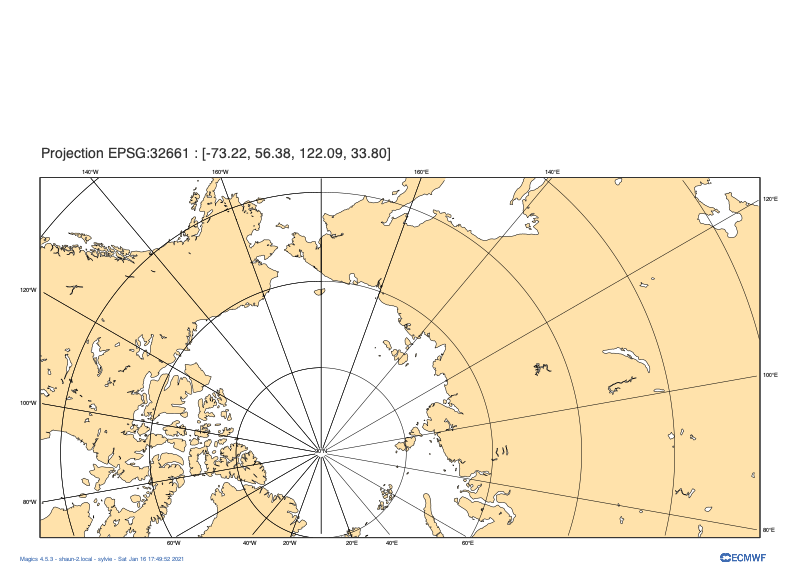 Projection EPSG:32661 : [-73.22, 56.38, 122.09, 33.80]
140°W 160°W 160°E 140°E
120°E
120°W
100°E
100°W
90°N
80°W
80°E
60°W 40°W 20°W 20°E 40°E 60°E
Magics 4.5.3 - shaun-2.local - sylvie - Sat Jan 16 17:49:52 2021
ECMWF